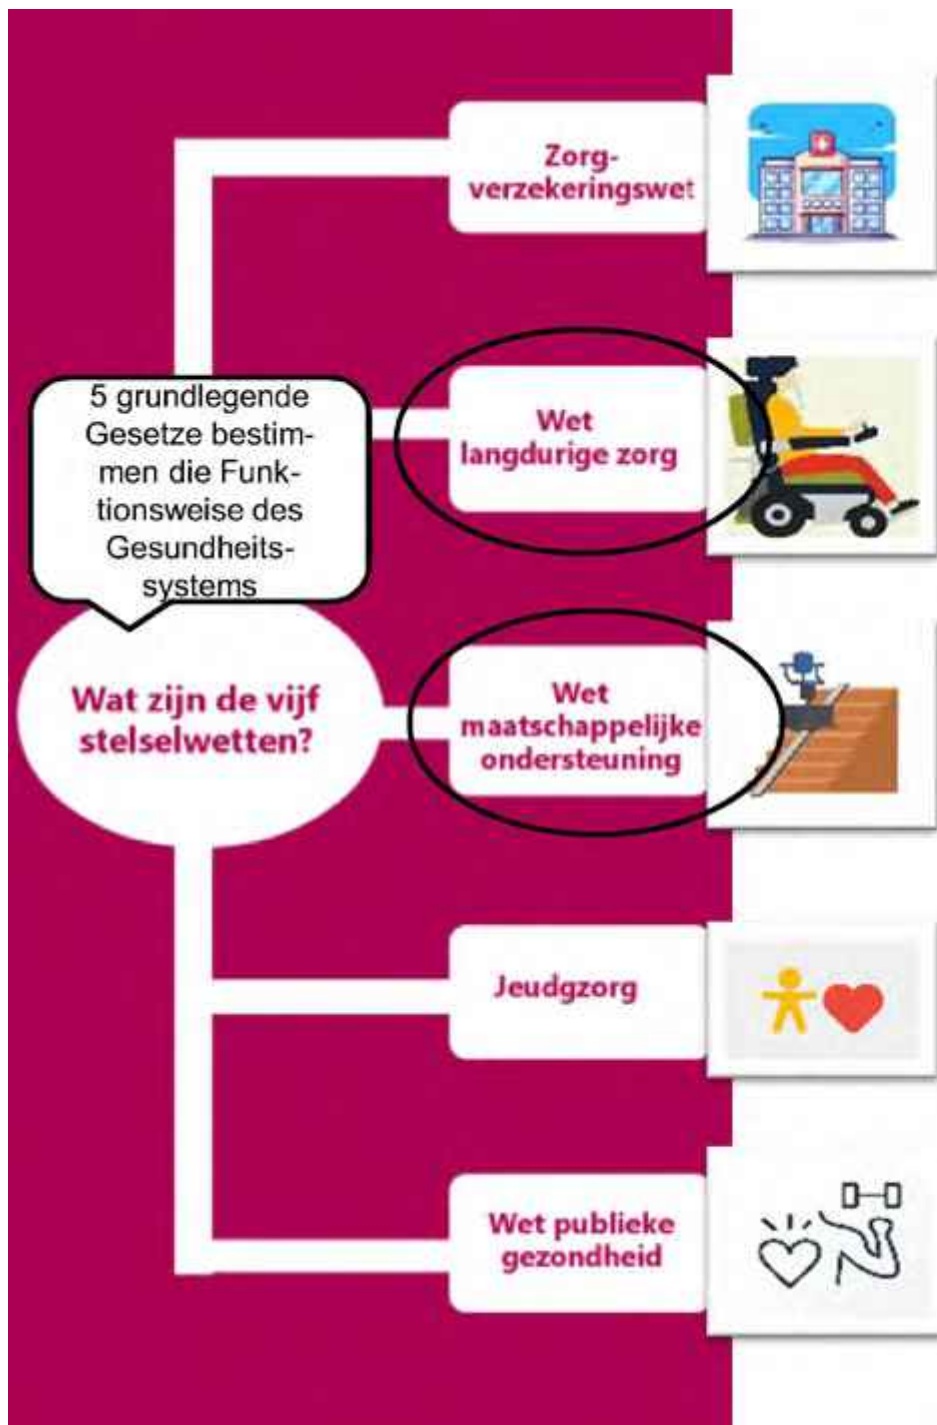 Zorg-
verzekeringswet
5 grundlegende
Gesetze bestim-
men die Funk-
tionsweise des
Gesundheits-
systems
Wet
langdurige zorg
Wat zijn de vijf
stelselwetten?
Wet
maatschappelijke
ondersteuning
Jeudgzorg
Wet publieke
gezondheid